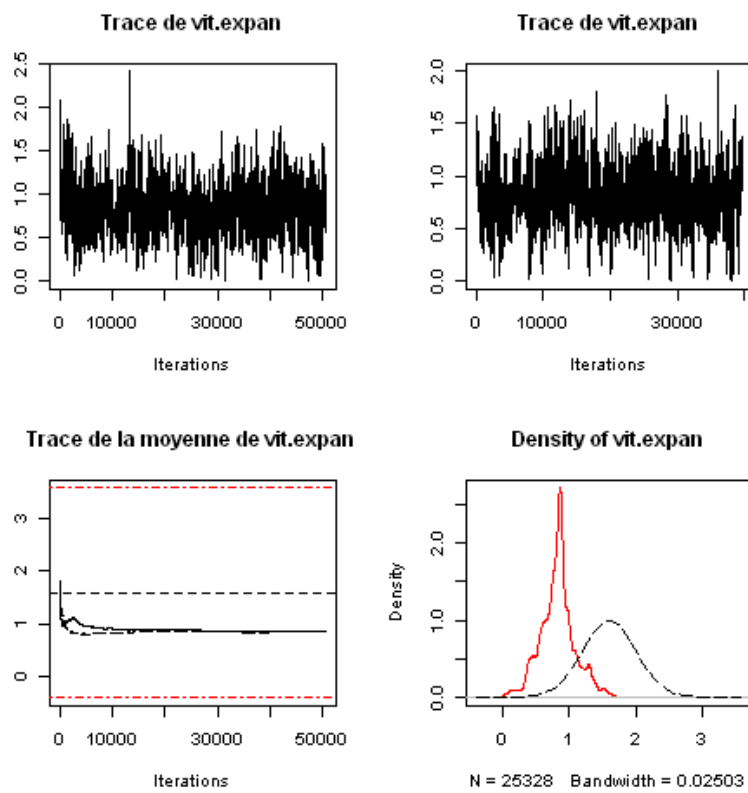 Trace de vit.expan
2.5
2.0
1.5
1.0
0.5
0.0
0 10000 30000 50000
Iterations
Trace de vit.expan
2.0
1.5
1.0
0.5
0.0
0 10000 30000
Iterations
Trace de la moyenne de vit.expan
3
2
1
0
0 10000 30000 50000
Iterations
Density of vit.expan
Density
2.0
1.0
0.0
0 1 2 3
N = 25328 Bandwidth = 0.02503